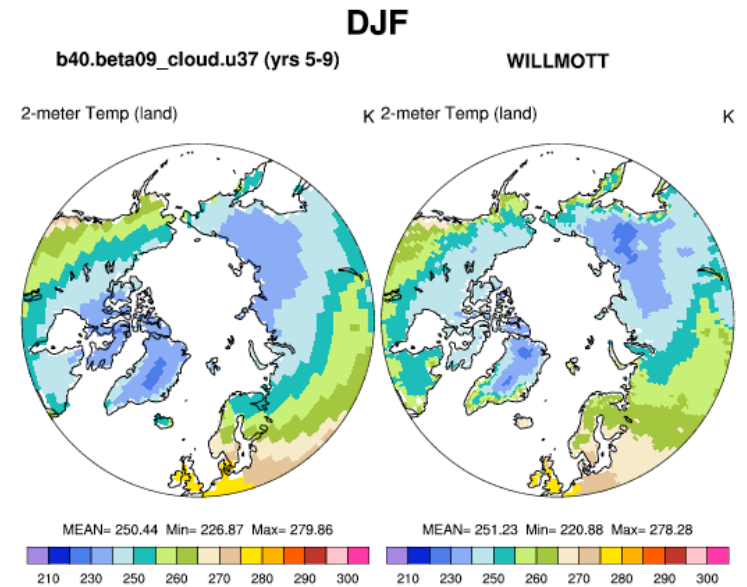 DJF
b40.beta09_cloud.u37 (yrs 5-9) WILLMOTT
2-meter Temp (land) K 2-meter Temp (land) K
MEAN= 250.44 Min= 226.87 Max= 279.86 MEAN= 251.23 Min= 220.88 Max= 278.28
210 230 250 260 270 280 290 300 210 230 250 260 270 280 290 300